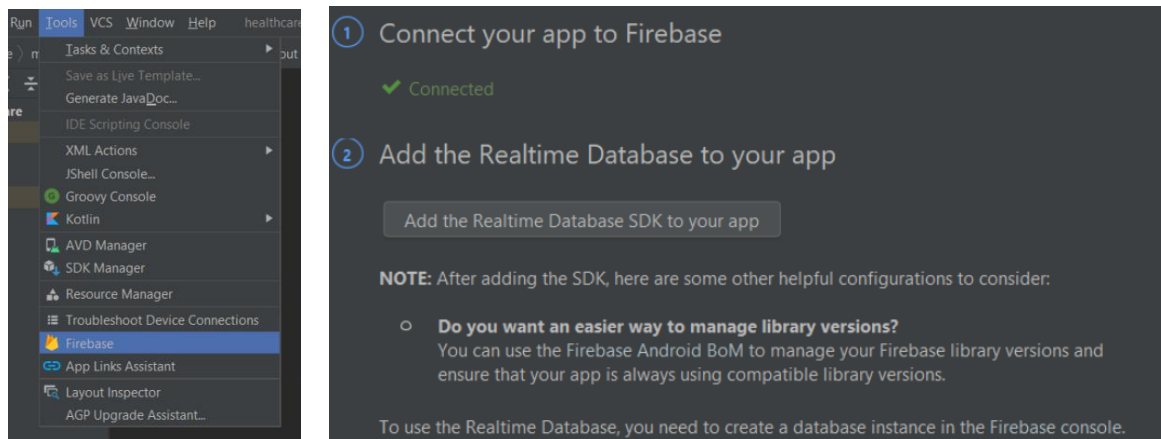 Run Tools VCS Window Help healthcare
Tasks & Contexts
Save as Live Template...
Generate JavaDoc...
IDE Scripting Console
XML Actions
JShell Console...
Groovy Console
Kotlin
AVD Manager
SDK Manager
Resource Manager
Troubleshoot Device Connections
Firebase
App Links Assistant
Layout Inspector
AGP Upgrade Assistant...
1 Connect your app to Firebase
Connected
2 Add the Realtime Database to your app
Add the Realtime Database SDK to your app
NOTE: After adding the SDK, here are some other helpful configurations to consider:
Do you want an easier way to manage library versions?
You can use the Firebase Android BoM to manage your Firebase library versions and
ensure that your app is always using compatible library versions.
To use the Realtime Database, you need to create a database instance in the Firebase console.